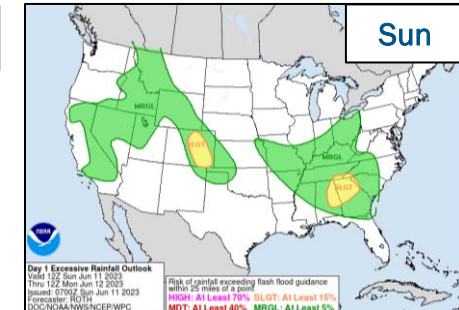 Sun
MRGL
SLGT
MRGL
SLGT
NOAA
Day 1 Excessive Rainfall Outlook
Valid 12Z Sun Jun 11 2023
Thru 12Z Mon Jun 12 2023
Issued: 0700Z Sun Jun 11 2023
Forecaster: ROTH
DOC/NOAA/NWS/NCEP/WPC
Risk of rainfall exceeding flash flood guidance
within 25 miles of a point
HIGH: At Least 70% SLGT: At Least 15%
MDT: At Least 40% MRGL: At Least 5%